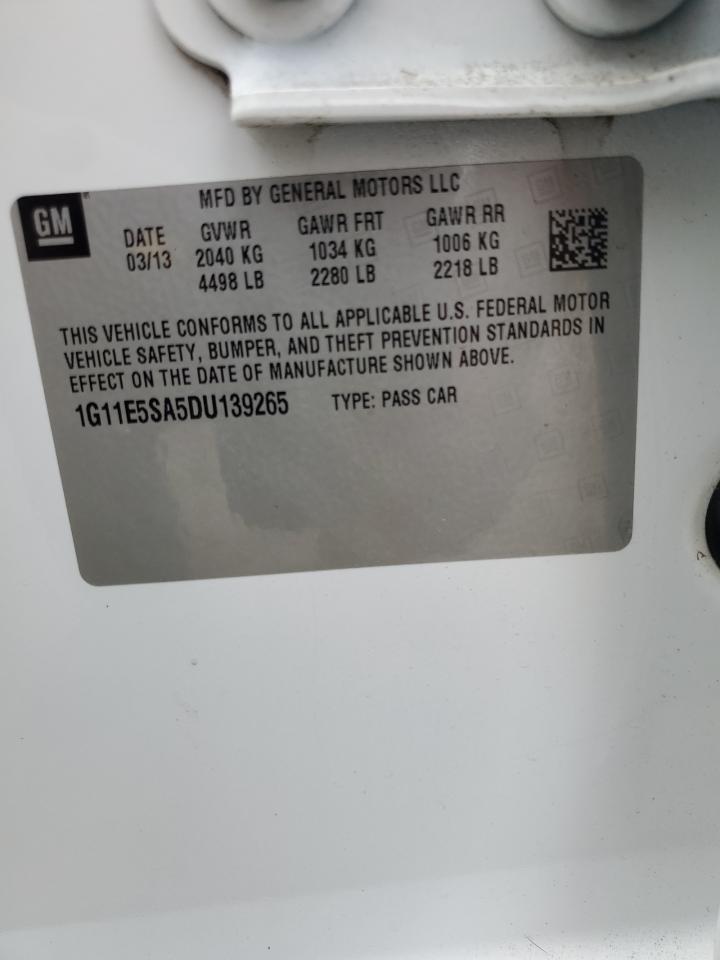 MFD BY GENERAL MOTORS LLC
GM
DATE GVWR GAWR FRT GAWR RR
03/13 2040 KG 1034 KG 1006 KG
4498 LB 2280 LB 2218 LB
THIS VEHICLE CONFORMS TO ALL APPLICABLE U.S. FEDERAL MOTOR
VEHICLE SAFETY, BUMPER, AND THEFT PREVENTION STANDARDS IN
EFFECT ON THE DATE OF MANUFACTURE SHOWN ABOVE.
1G11E5SA5DU139265 TYPE: PASS CAR